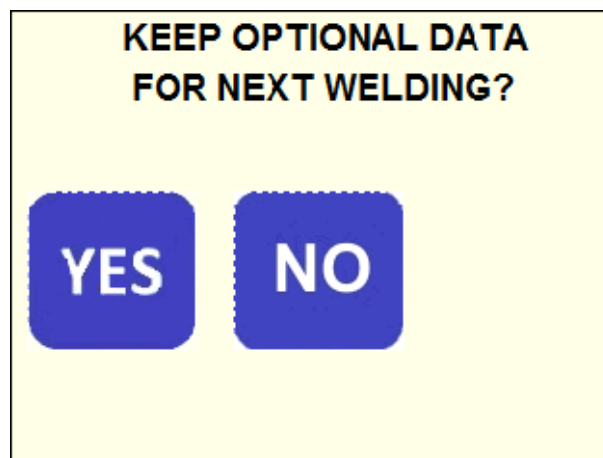 KEEP OPTIONAL DATA
FOR NEXT WELDING?
YES NO